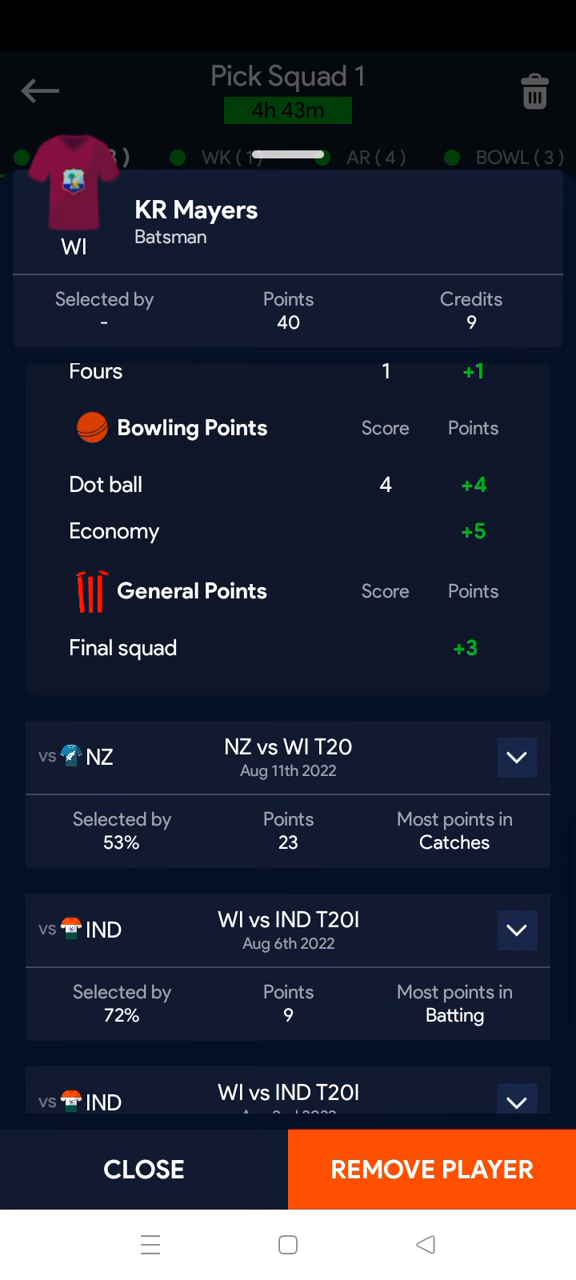 Pick Squad 1
4h 43m
3 )
WK ( 1
AR ( 4 )
BOWL ( 3 )
KR Mayers
Batsman
WI
Selected by Points Credits
- 40 9
Fours 1 +1
Bowling Points Score Points
Dot ball 4 +4
Economy +5
General Points Score Points
Final squad +3
vs NZ NZ vs WI T20
Aug 11th 2022
Selected by Points Most points in
53% 23 Catches
vs IND WI vs IND T20I
Aug 6th 2022
Selected by Points Most points in
72% 9 Batting
vs IND WI vs IND T20I
CLOSE REMOVE PLAYER